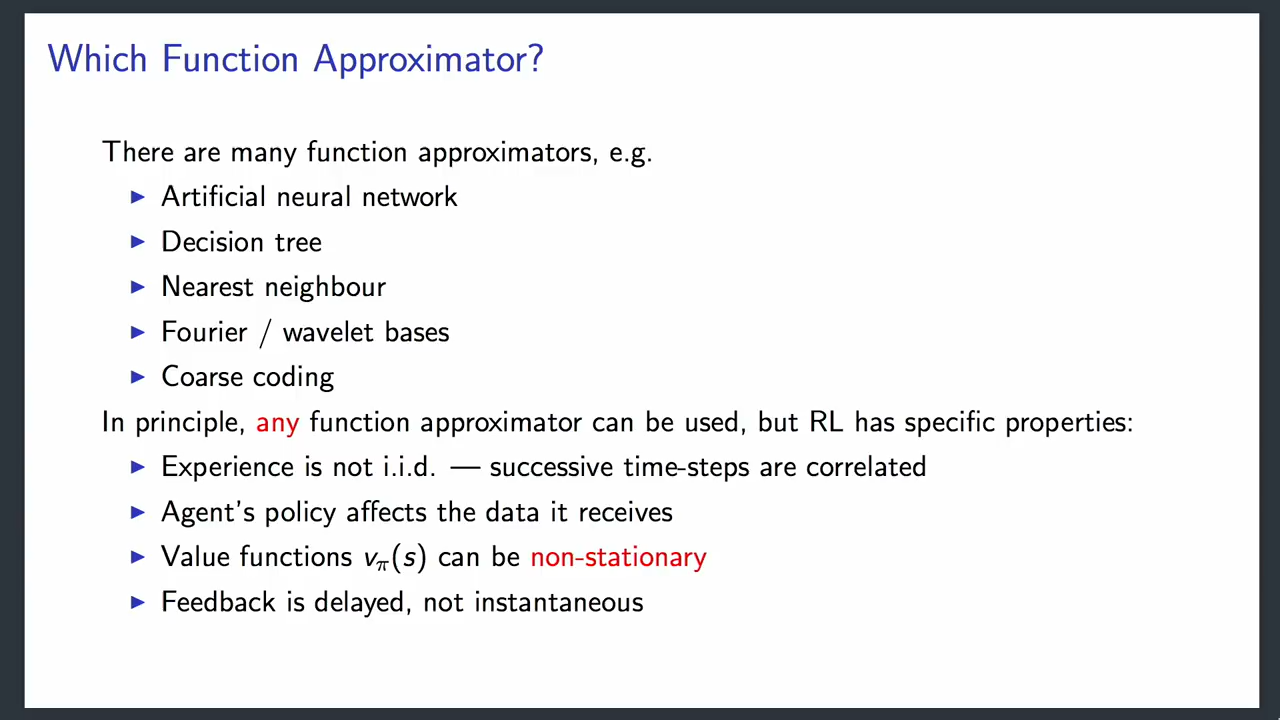 Which Function Approximator?
There are many function approximators, e.g.
▶ Artificial neural network
▶ Decision tree
▶ Nearest neighbour
▶ Fourier / wavelet bases
▶ Coarse coding
In principle, any function approximator can be used, but RL has specific properties:
▶ Experience is not i.i.d. — successive time-steps are correlated
▶ Agent's policy affects the data it receives
▶ Value functions vπ(s) can be non-stationary
▶ Feedback is delayed, not instantaneous